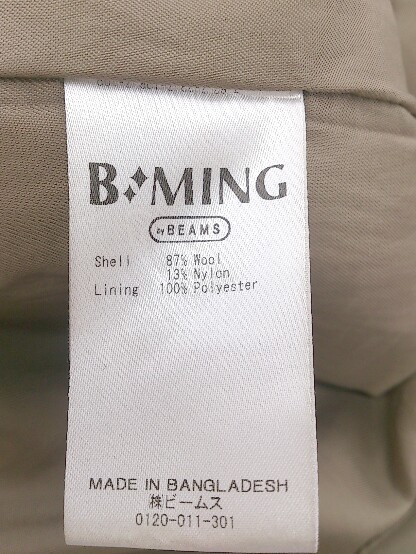 B MING
by BEAMS
Shell 87% Wool
13% Nylon
Lining 100% Polyester
MADE IN BANGLADESH
㈱ビームス
0120-011-301